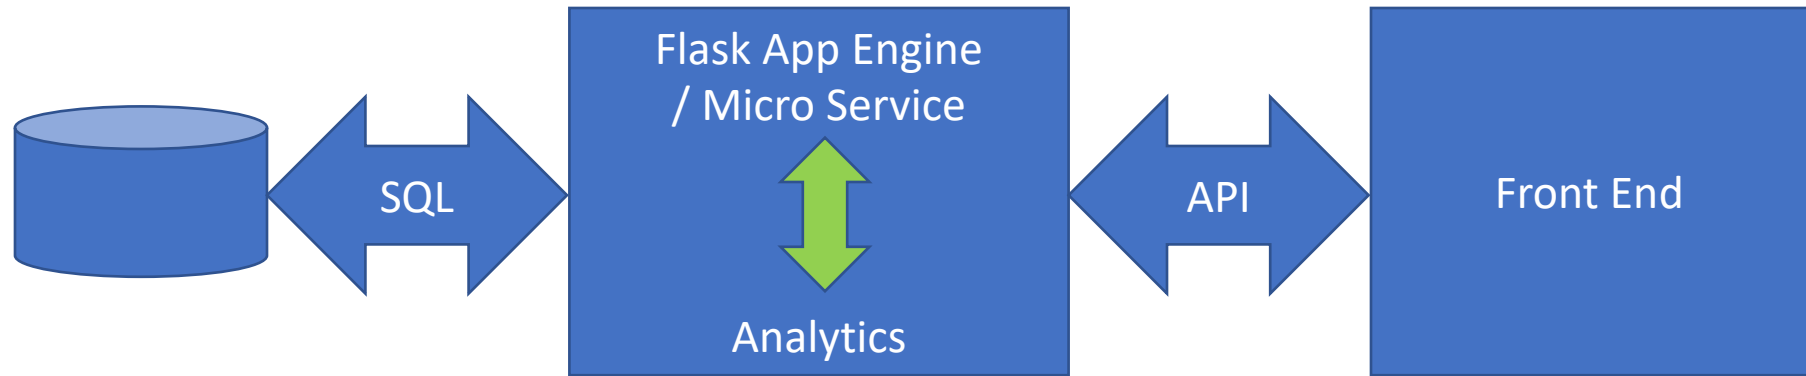 SQL
Flask App Engine
/ Micro Service
Analytics
API
Front End